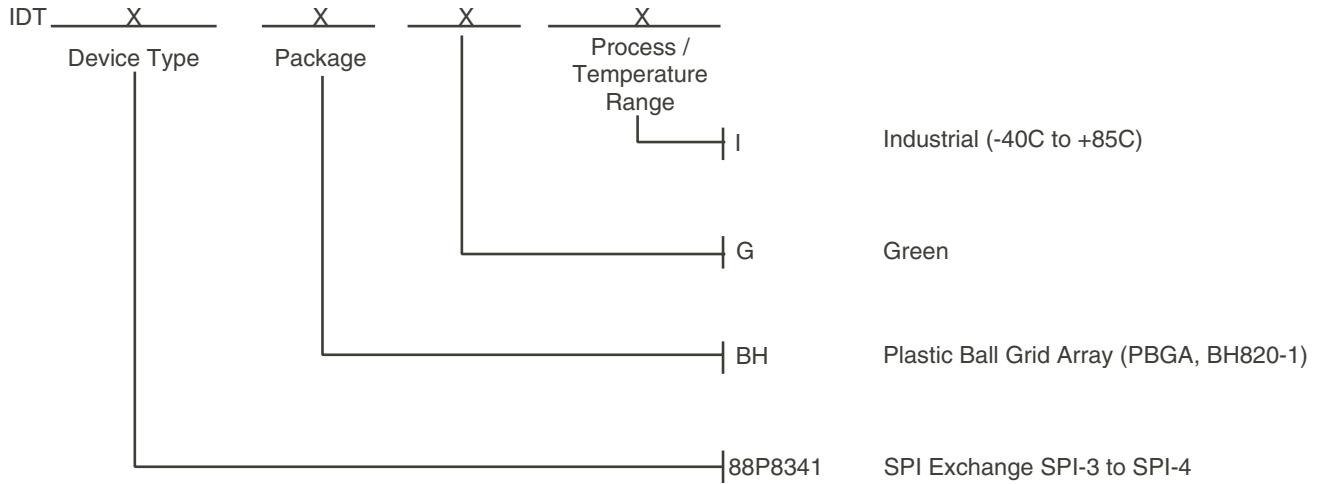 IDT X X X X
Device Type Package Process /
Temperature
Range
I Industrial (-40C to +85C)
G Green
BH Plastic Ball Grid Array (PBGA, BH820-1)
88P8341 SPI Exchange SPI-3 to SPI-4